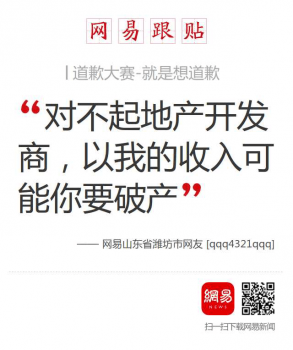 网易跟贴
道歉大赛-就是想道歉
“对不起地产开发
商，以我的收入可
能你要破产”
—— 网易山东省潍坊市网友 [qqq4321qqq]
網易
NEWS
扫一扫下载网易新闻